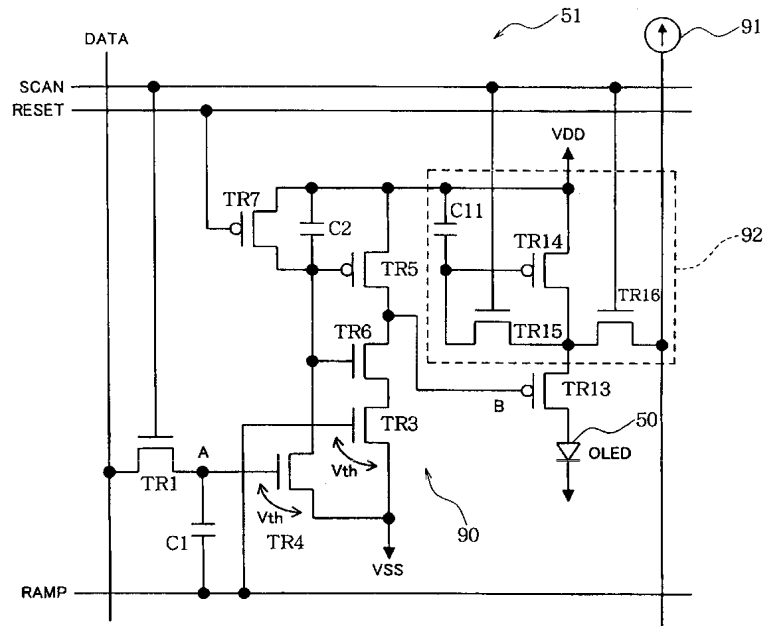 51
91
DATA
SCAN
RESET
VDD
TR7
C2
C11
TR14
92
TR5
TR16
TR6
TR15
B
TR13
TR3
50
A
OLED
Vth
TR1
Vth
90
C1
TR4
VSS
RAMP